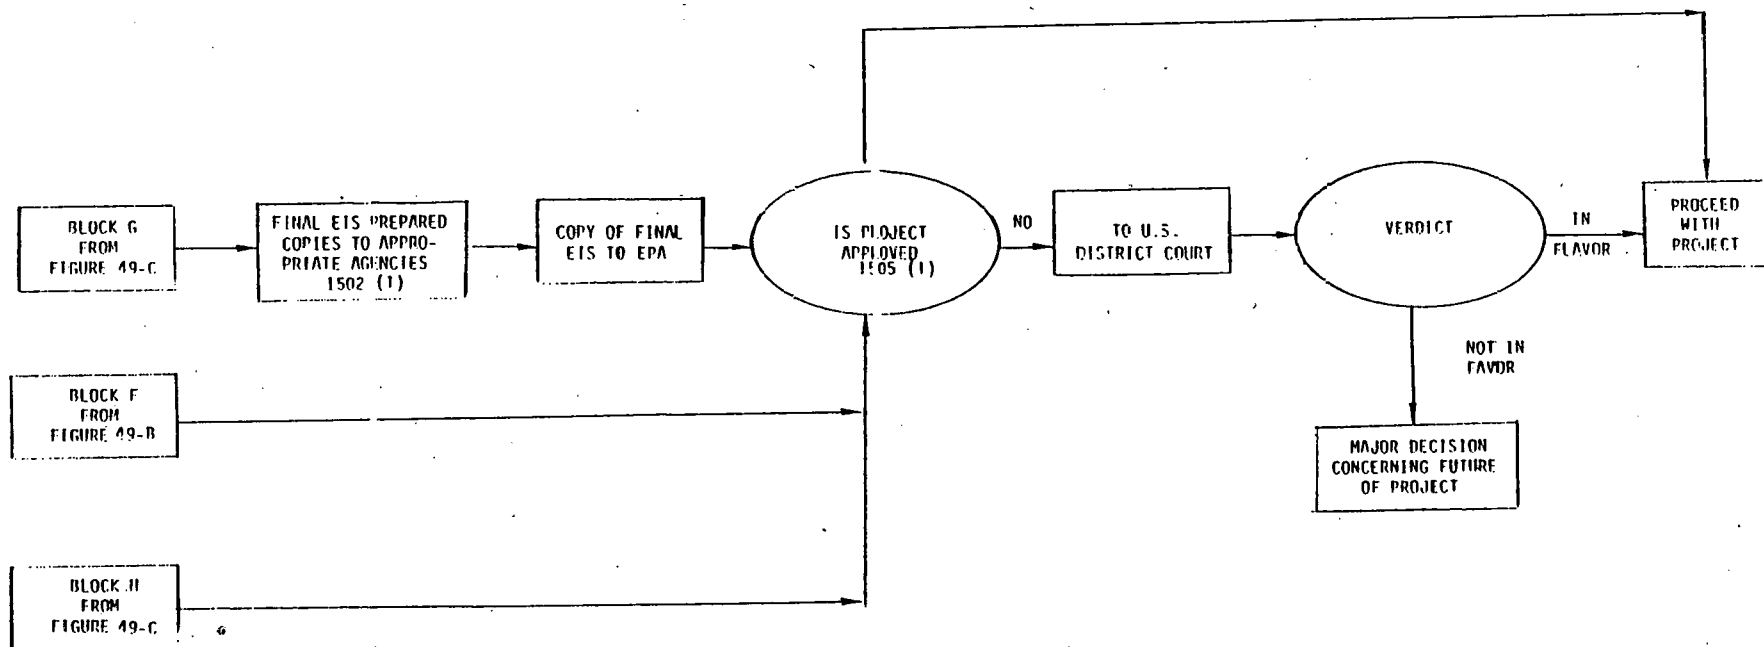 BLOCK G
FROM
FIGURE 49-C
FINAL EIS PREPARED
COPIES TO APPRO-
PRIATE AGENCIES
1502 (1)
COPY OF FINAL
EIS TO EPA
IS PROJECT
APPROVED
1505 (1)
NO
TO U.S.
DISTRICT COURT
VERDICT
IN
FLAVOR
PROCEED
WITH
PROJECT
NOT IN
FAVOR
MAJOR DECISION
CONCERNING FUTURE
OF PROJECT
BLOCK F
FROM
FIGURE 49-B
BLOCK H
FROM
FIGURE 49-C